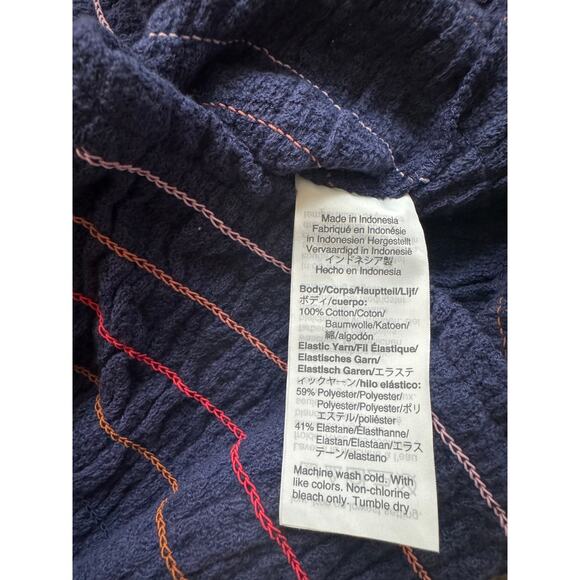 Made in Indonesia
Fabriqué en Indonésie
in Indonesien Hergestellt
Vervaardigd in Indonesië
インドネシア製
Hecho en Indonesia
Body/Corps/Hauptteil/Lijf/
ボディ/cuerpo:
100% Cotton/Coton/
Baumwolle/Katoen/
綿/algodón
Elastic Yarn/Fil Élastique/
Elastisches Garn/
Elastisch Garen/エラステ
ィックヤーン/hilo elástico:
59% Polyester/Polyester/
Polyester/Polyester/ポリ
エステル/poliéster
41% Elastane/Élasthanne/
Elastan/Elastaan/エラス
テーン/elastano
Machine wash cold. With
like colors. Non-chlorine
bleach only. Tumble dry